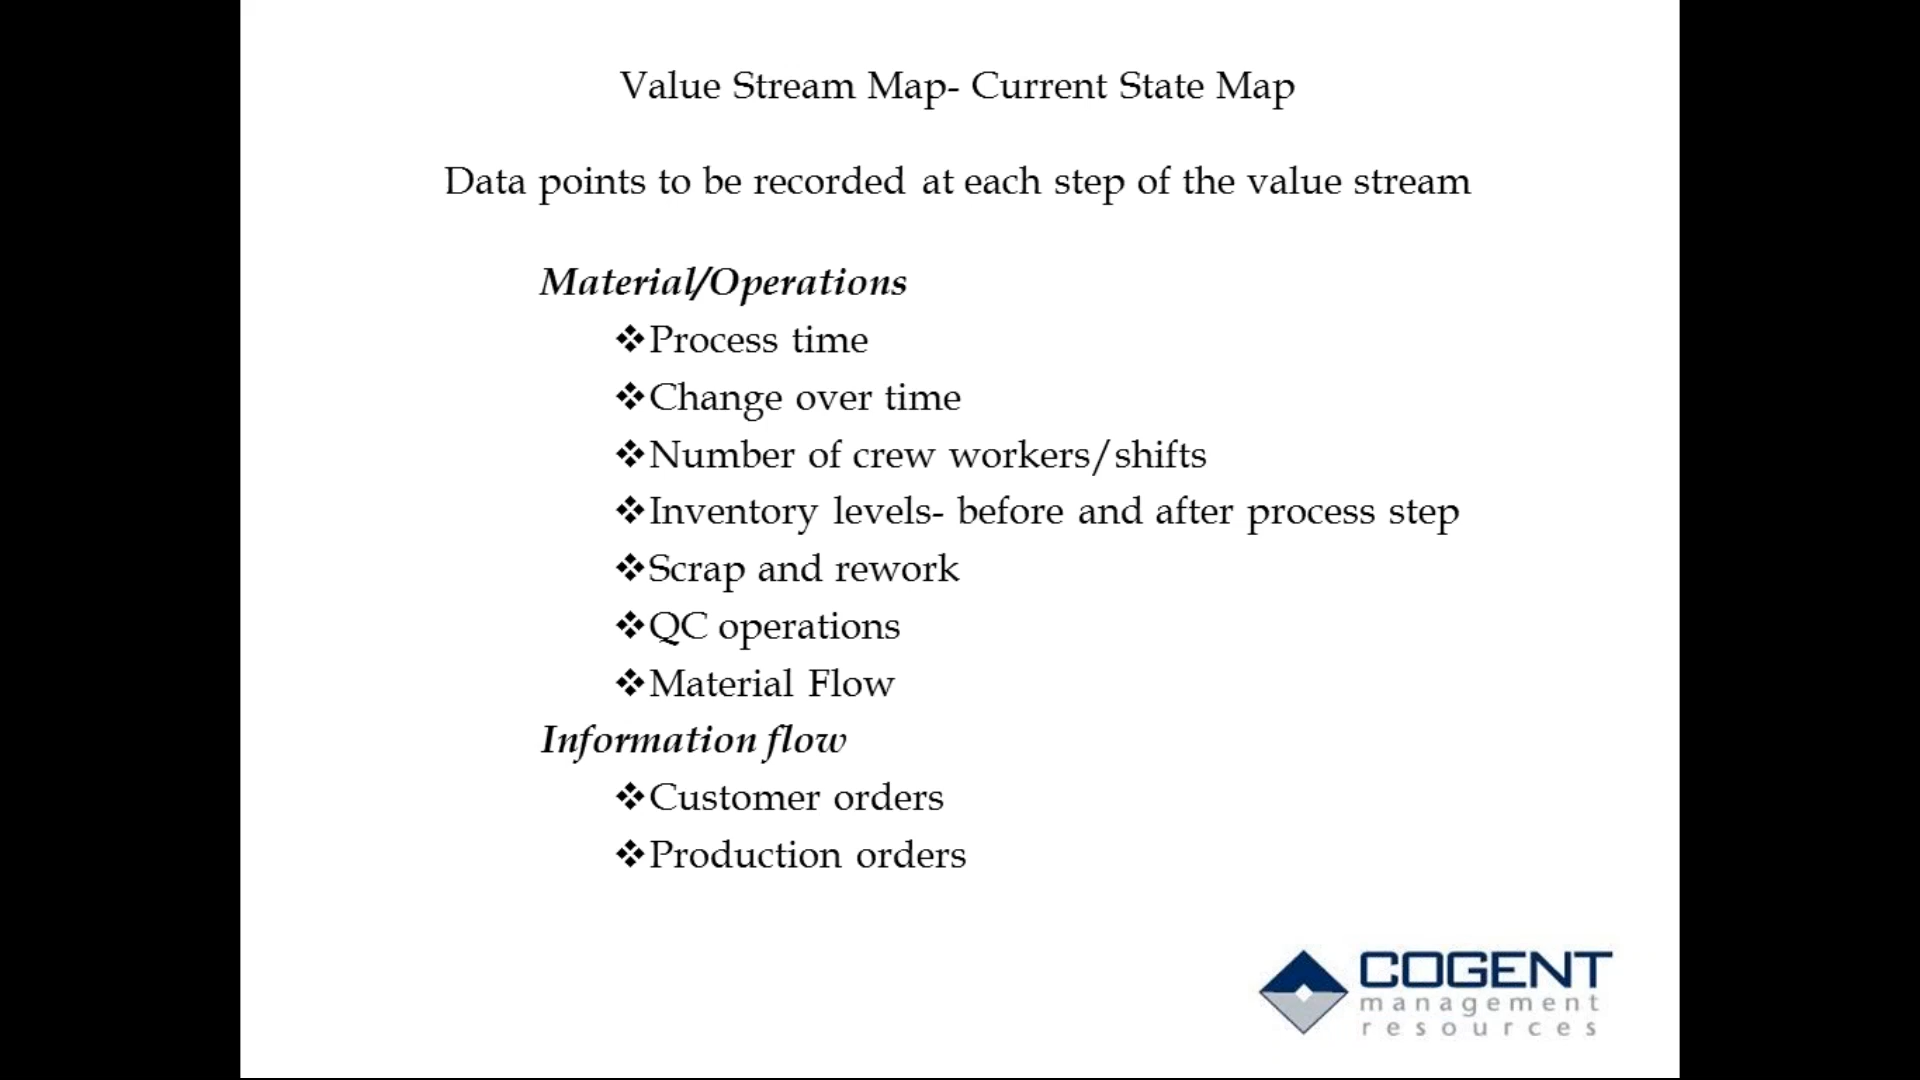 Value Stream Map- Current State Map
Data points to be recorded at each step of the value stream
Material/Operations
❖Process time
❖Change over time
❖Number of crew workers/shifts
❖Inventory levels- before and after process step
❖Scrap and rework
❖QC operations
❖Material Flow
Information flow
❖Customer orders
❖Production orders
COGENT
management
resources